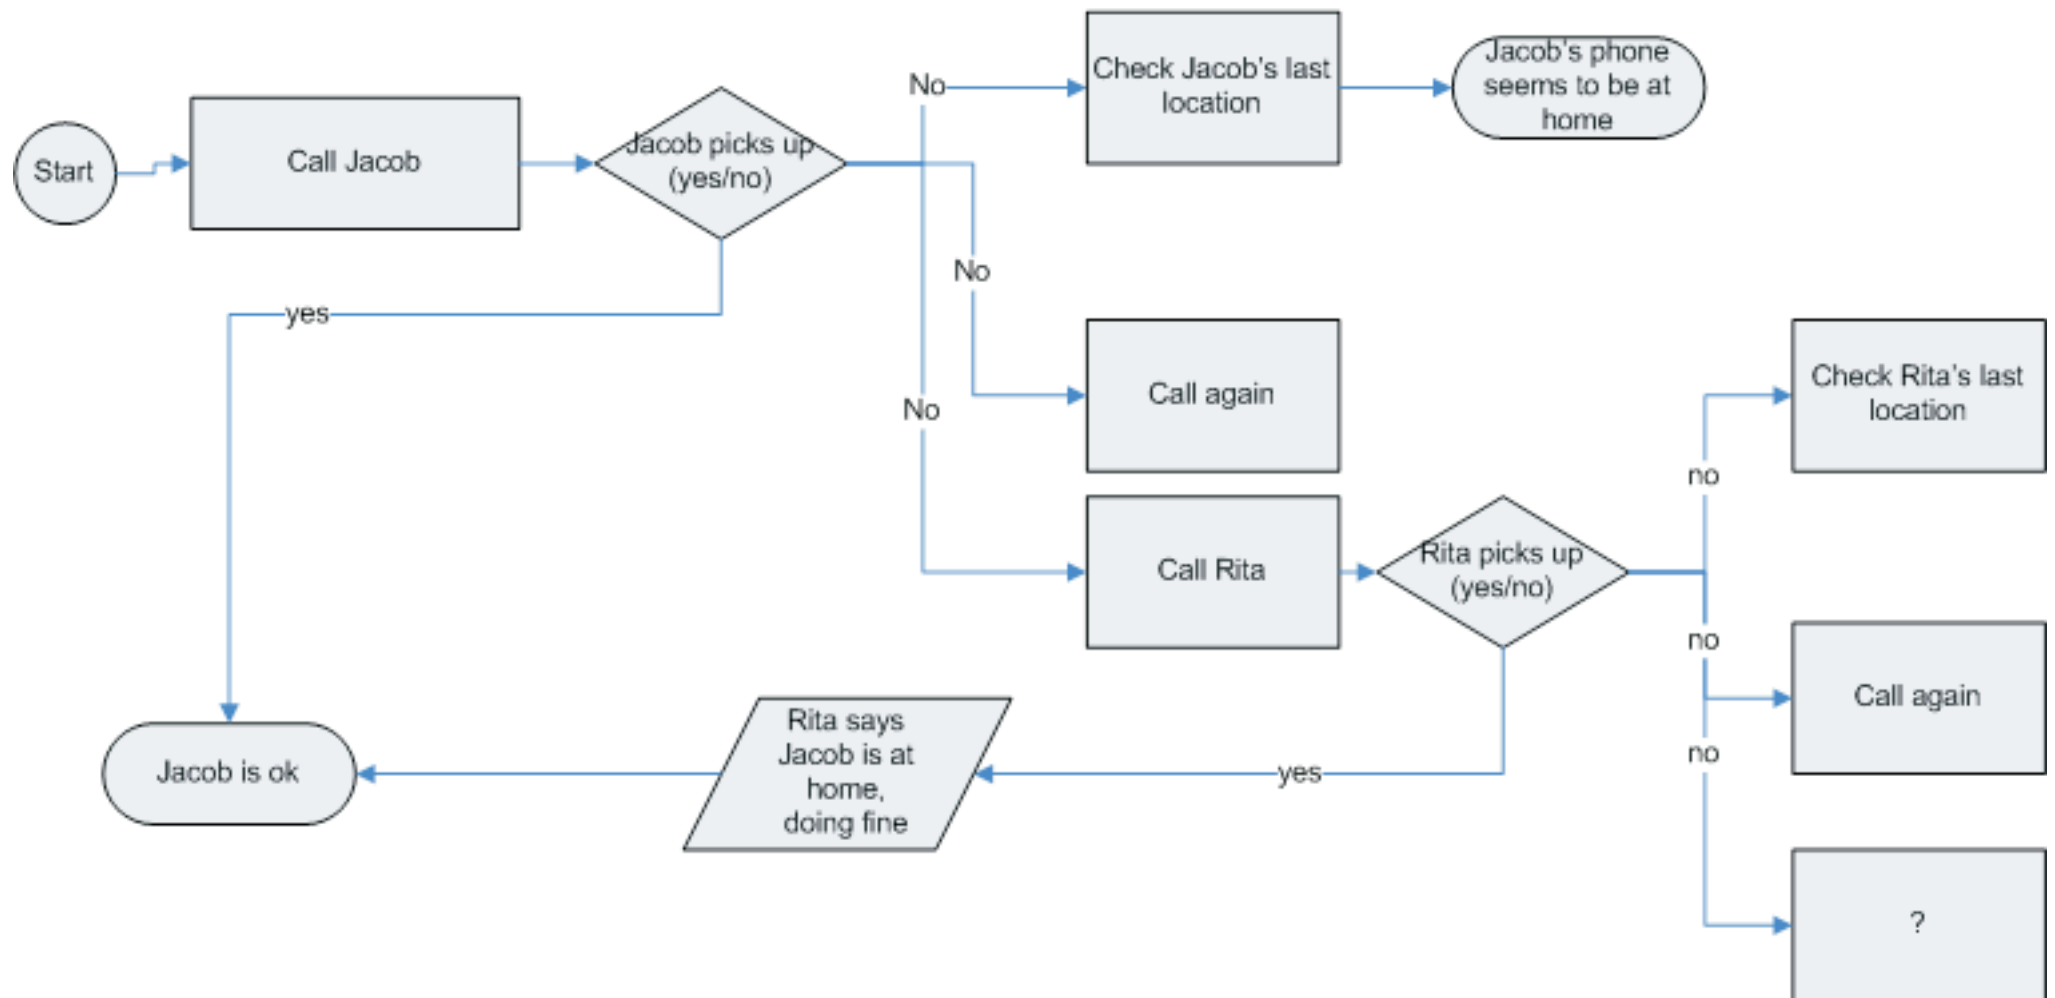 Start
Call Jacob
Jacob picks up
(yes/no)
No
Check Jacob's last
location
Jacob's phone
seems to be at
home
No
yes
Call again
No
Check Rita's last
location
no
Call Rita
Rita picks up
(yes/no)
no
Call again
no
yes
Rita says
Jacob is at
home,
doing fine
Jacob is ok
?